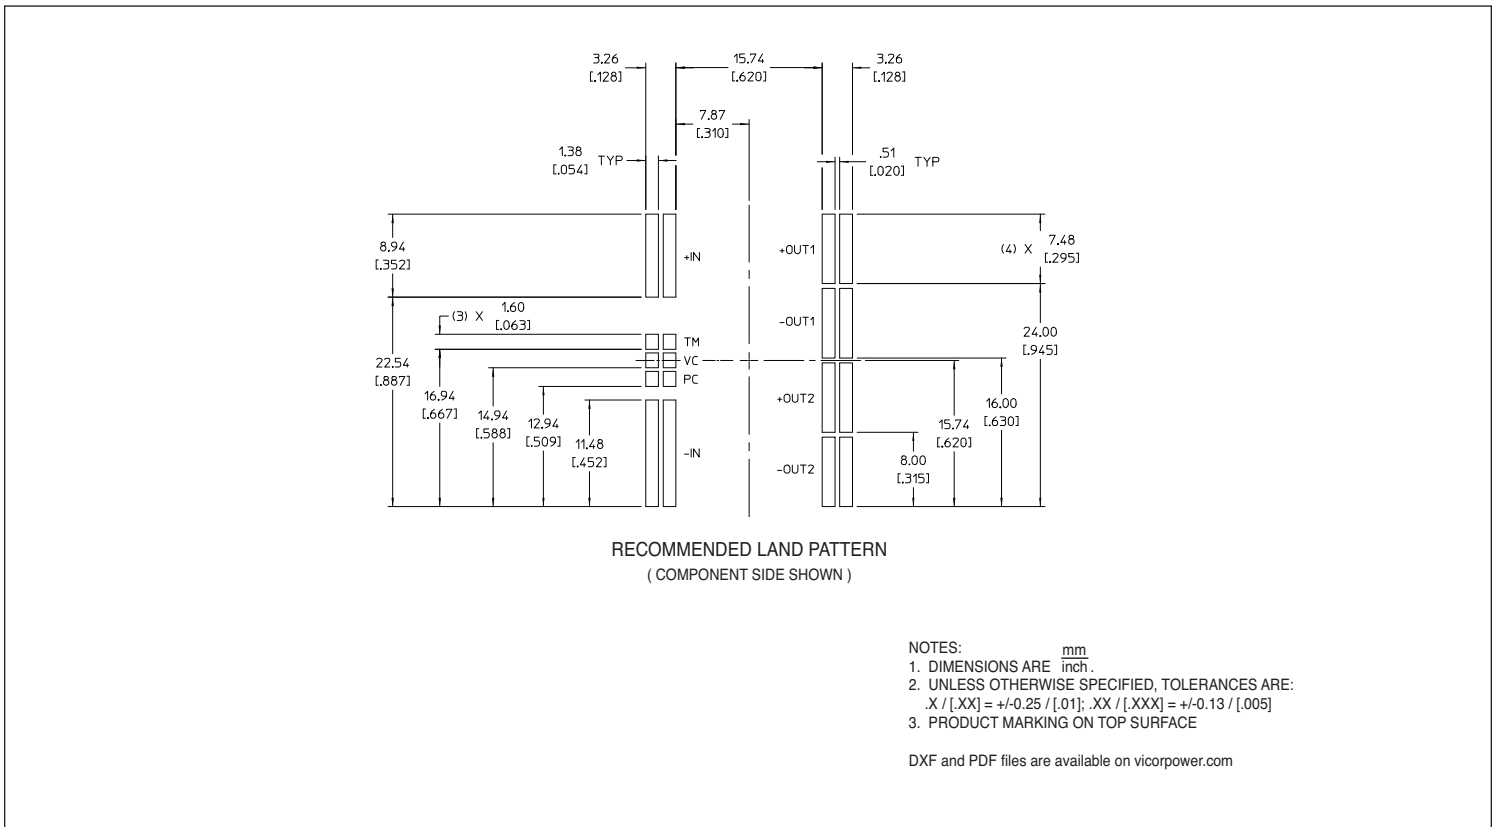 3.26
[.128]
15.74
[.620]
3.26
[.128]
7.87
[.310]
1.38
[.054]
TYP
.51
[.020]
TYP
8.94
[.352]
+IN
+OUT1
(4) X
7.48
[.295]
(3) X
1.60
[.063]
-OUT1
TM
VC
PC
24.00
[.945]
22.54
[.887]
16.94
[.667]
14.94
[.588]
12.94
[.509]
11.48
[.452]
+OUT2
16.00
[.630]
15.74
[.620]
-IN
-OUT2
8.00
[.315]
RECOMMENDED LAND PATTERN
( COMPONENT SIDE SHOWN )
NOTES:
mm
1. DIMENSIONS ARE inch .
2. UNLESS OTHERWISE SPECIFIED, TOLERANCES ARE:
.X / [.XX] = +/-0.25 / [.01]; .XX / [.XXX] = +/-0.13 / [.005]
3. PRODUCT MARKING ON TOP SURFACE
DXF and PDF files are available on vicorpower.com